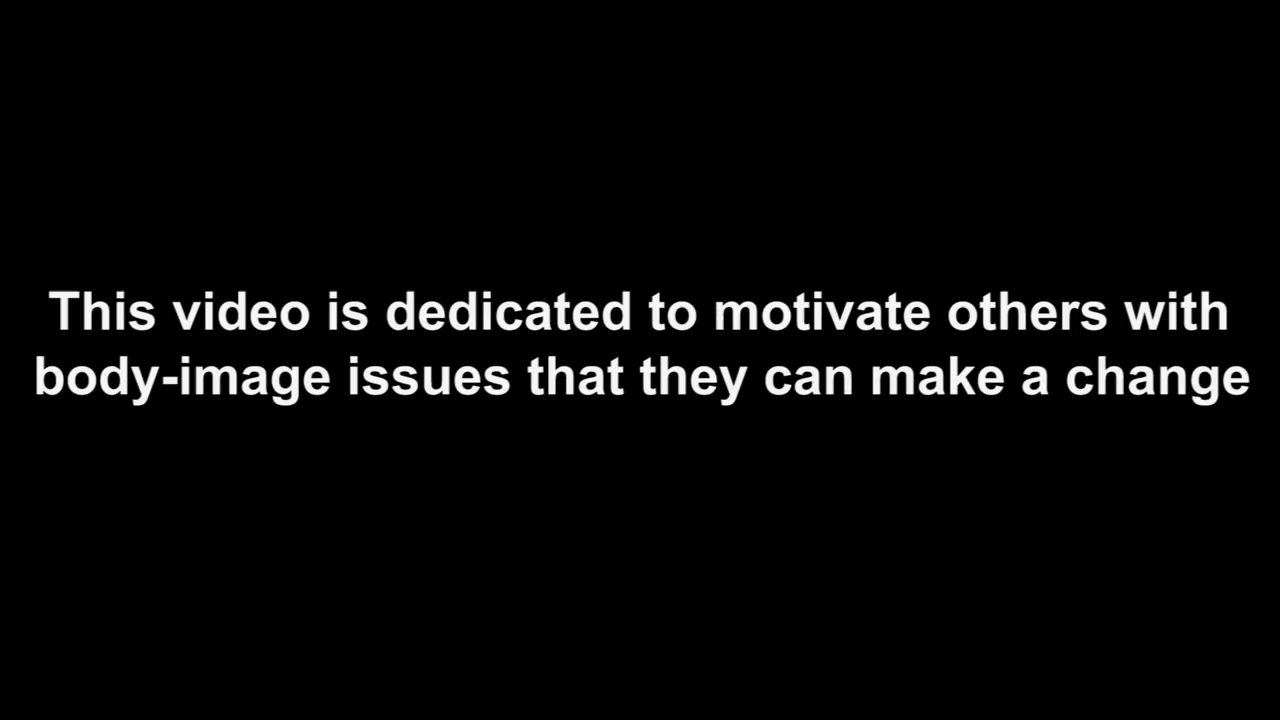 This video is dedicated to motivate others with
body-image issues that they can make a change